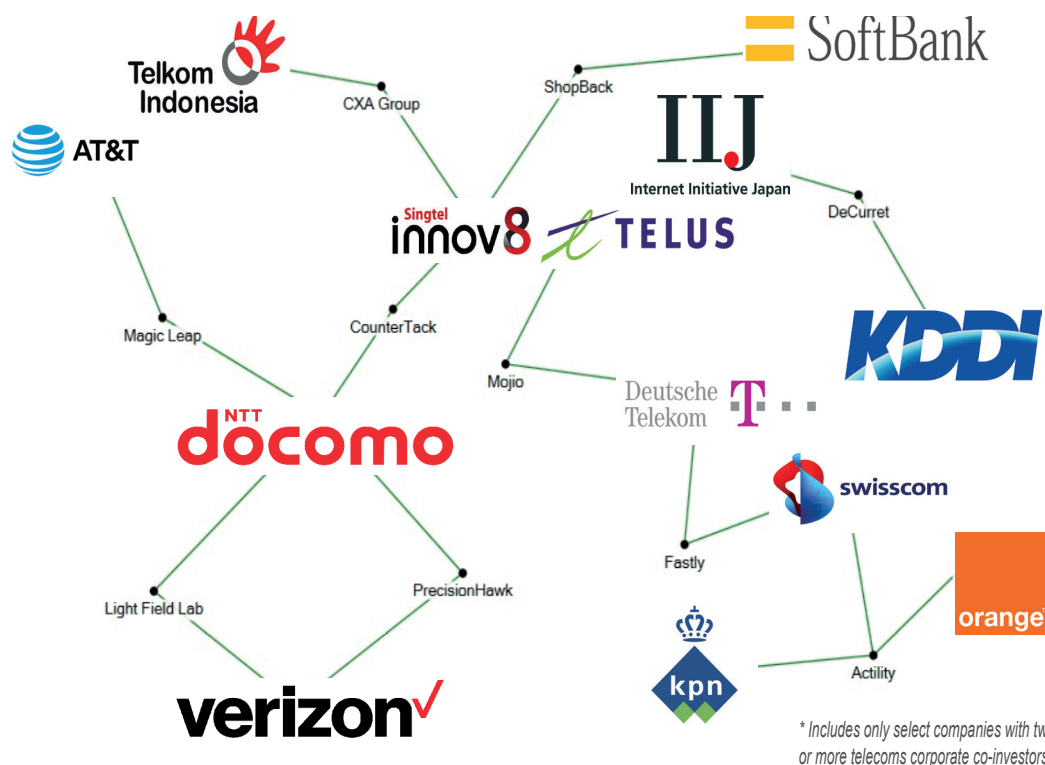 SoftBank
Telkom
Indonesia
CXA Group
ShopBack
AT&T
IIJ
Internet Initiative Japan
DeCurret
Singtel
innov8
TELUS
Magic Leap
CounterTack
KDDI
Mojio
Deutsche
Telekom
T
NTT
docomo
swisscom
Fastly
orange
Light Field Lab
PrecisionHawk
kpn
Actility
verizon
* Includes only select companies with tw
or more telecoms corporate co-investors